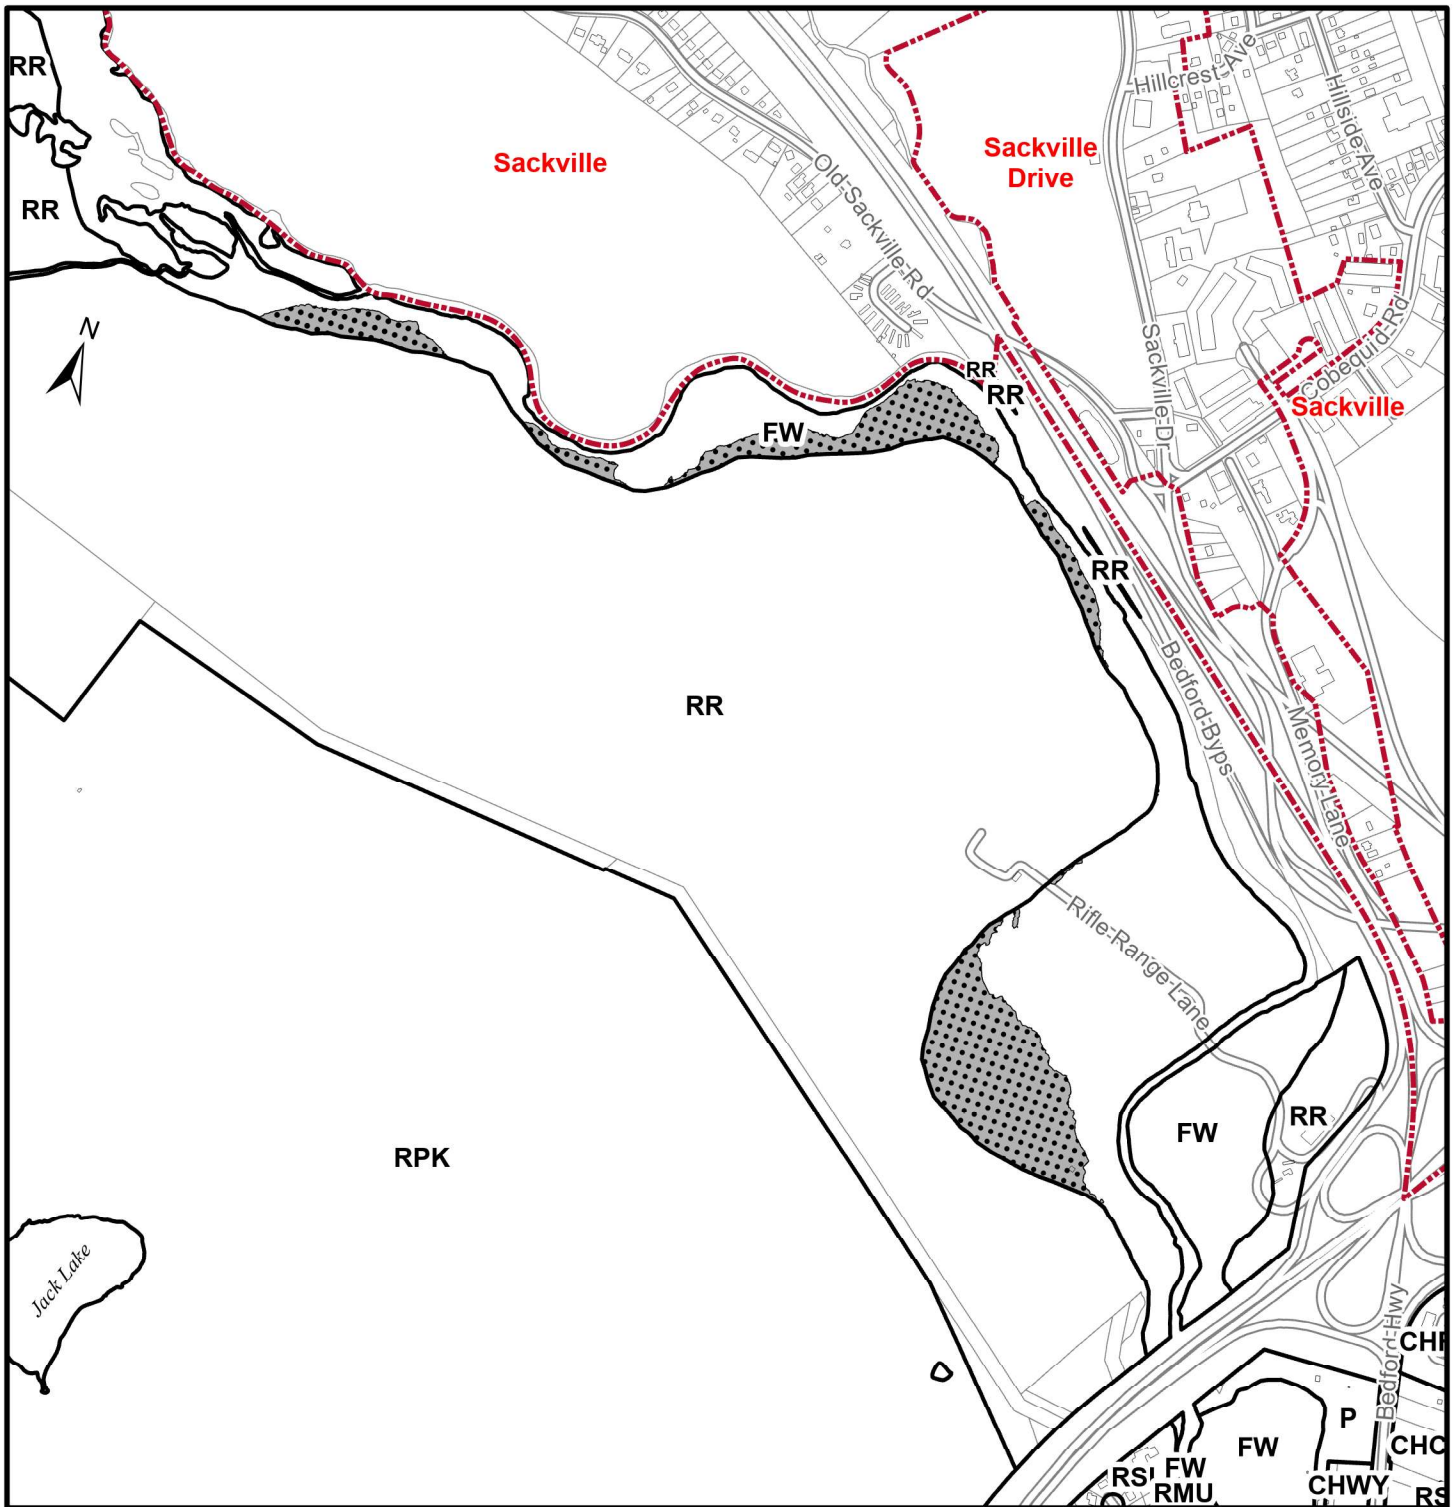 RR
Hillcrest-Ave
Hillside-Ave
Sackville
Sackville
Drive
Old-Sackville-Rd
RR
N
Sackville-Dr
Cobequid-Rd
RR
RR
Sackville
FW
RR
RR
Bedford-Byps
Memory-Lane
Rifle-Range-Lane
FW
RR
RPK
Jack Lake
Bedford-Hwy
P
CHC
FW
FW
RMU
CHWY
RS